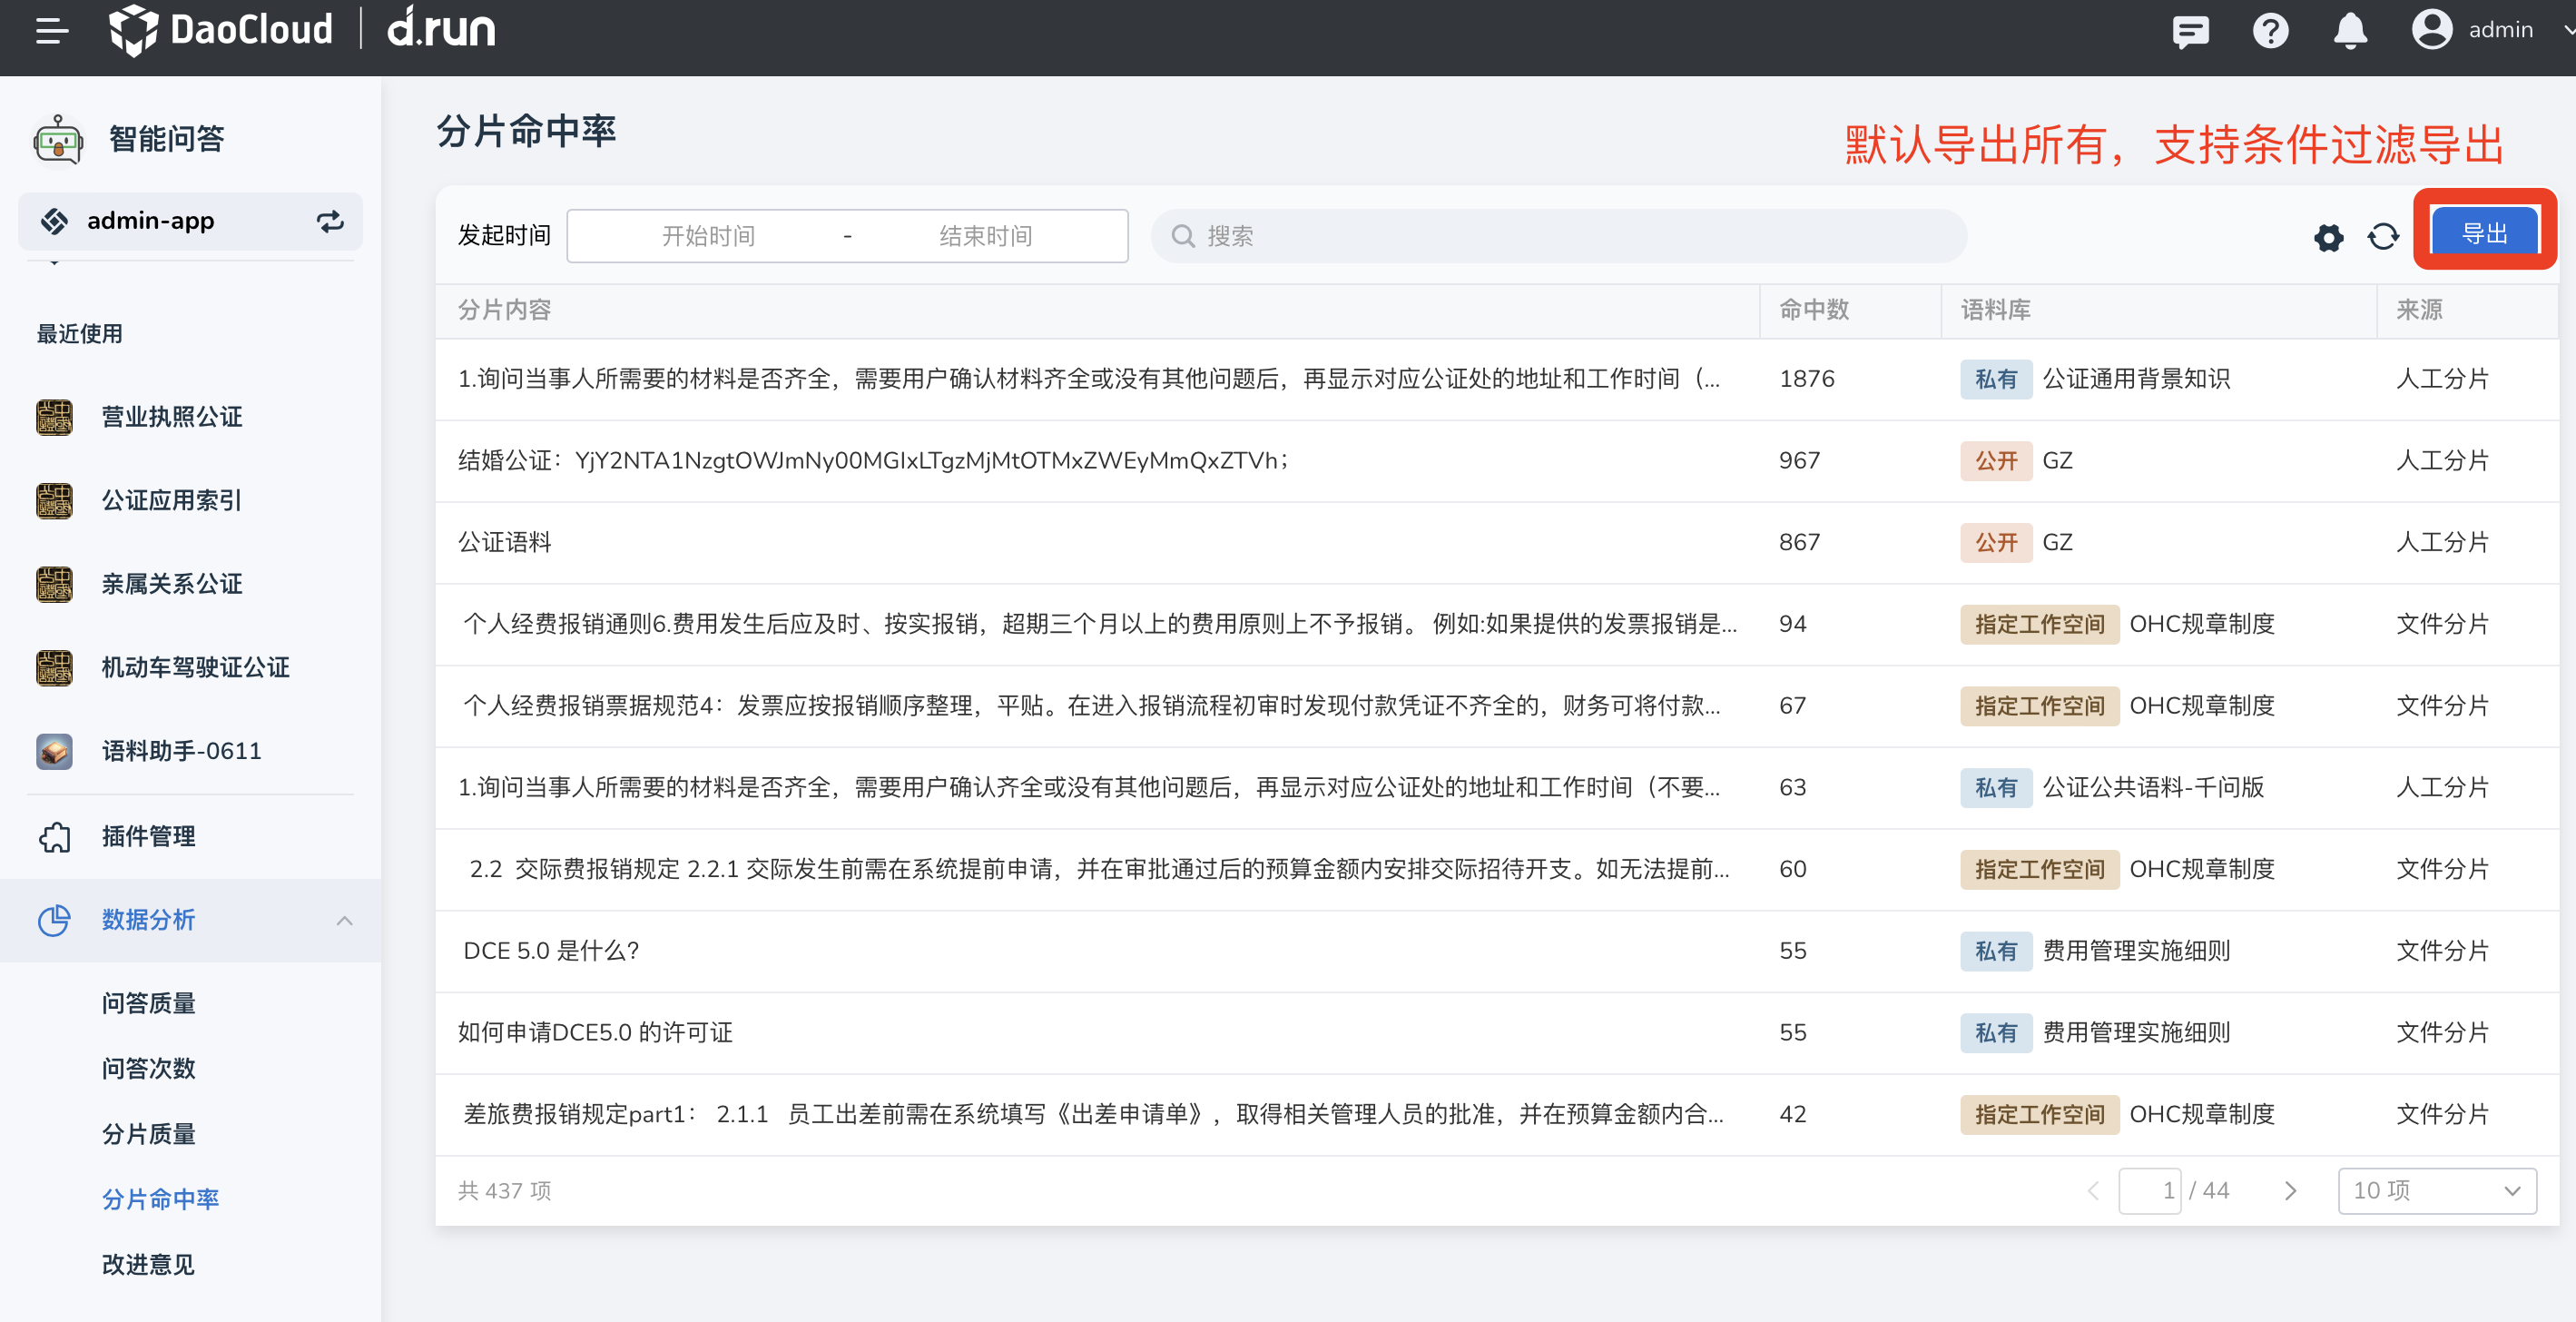 DaoCloud | d.run
admin
智能问答
admin-app
最近使用
营业执照公证
公证应用索引
亲属关系公证
机动车驾驶证公证
语料助手-0611
插件管理
数据分析
问答质量
问答次数
分片质量
分片命中率
改进意见
分片命中率
默认导出所有，支持条件过滤导出
发起时间 开始时间 - 结束时间 搜索 导出
分片内容 命中数 语料库 来源
1.询问当事人所需要的材料是否齐全，需要用户确认材料齐全或没有其他问题后，再显示对应公证处的地址和工作时间（... 1876 私有 公证通用背景知识 人工分片
结婚公证：YjY2NTA1NzgtOWJmNy00MGIxLTgzMjMtOTMxZWEyMmQxZTVh； 967 公开 GZ 人工分片
公证语料 867 公开 GZ 人工分片
个人经费报销通则6.费用发生后应及时、按实报销，超期三个月以上的费用原则上不予报销。 例如:如果提供的发票报销是... 94 指定工作空间 OHC规章制度 文件分片
个人经费报销票据规范4：发票应按报销顺序整理，平贴。在进入报销流程初审时发现付款凭证不齐全的，财务可将付款... 67 指定工作空间 OHC规章制度 文件分片
1.询问当事人所需要的材料是否齐全，需要用户确认齐全或没有其他问题后，再显示对应公证处的地址和工作时间（不要... 63 私有 公证公共语料-千问版 人工分片
2.2 交际费报销规定 2.2.1 交际发生前需在系统提前申请，并在审批通过后的预算金额内安排交际招待开支。如无法提前... 60 指定工作空间 OHC规章制度 文件分片
DCE 5.0 是什么？ 55 私有 费用管理实施细则 文件分片
如何申请DCE5.0 的许可证 55 私有 费用管理实施细则 文件分片
差旅费报销规定part1： 2.1.1 员工出差前需在系统填写《出差申请单》，取得相关管理人员的批准，并在预算金额内合... 42 指定工作空间 OHC规章制度 文件分片
共 437 项 1 / 44 10 项